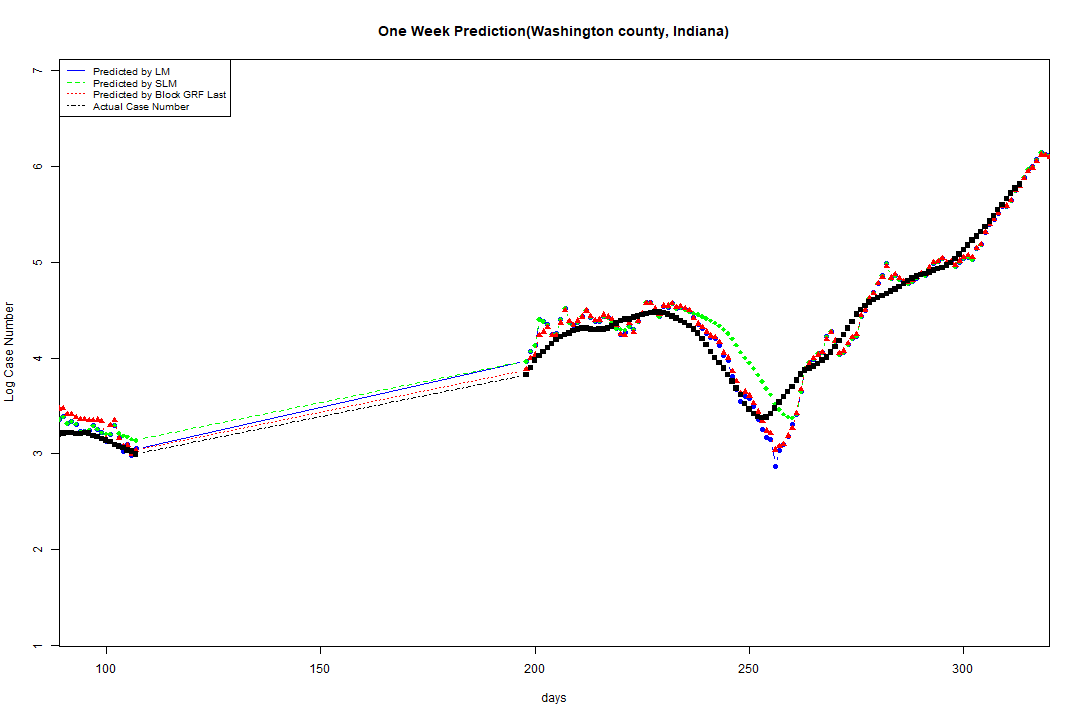 One Week Prediction(Washington county, Indiana)
Predicted by LM
Predicted by SLM
Predicted by Block GRF Last
Actual Case Number
7
6
5
4
3
2
1
Log Case Number
100 150 200 250 300
days